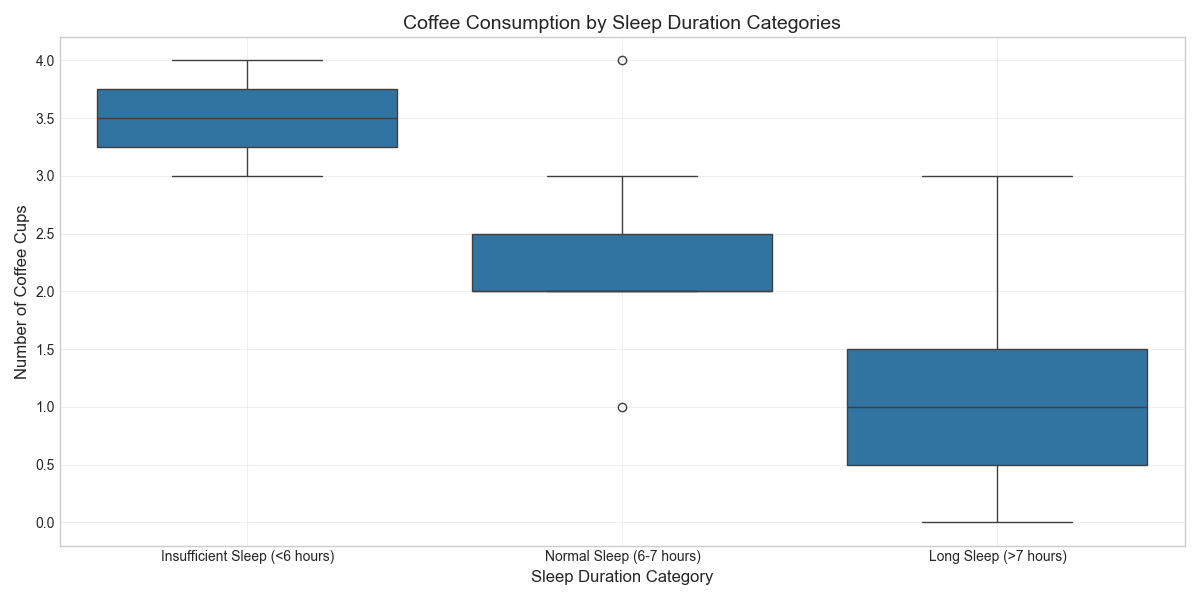 Coffee Consumption by Sleep Duration Categories
Number of Coffee Cups
4.0
3.5
3.0
2.5
2.0
1.5
1.0
0.5
0.0
Insufficient Sleep (<6 hours)
Normal Sleep (6-7 hours)
Long Sleep (>7 hours)
Sleep Duration Category